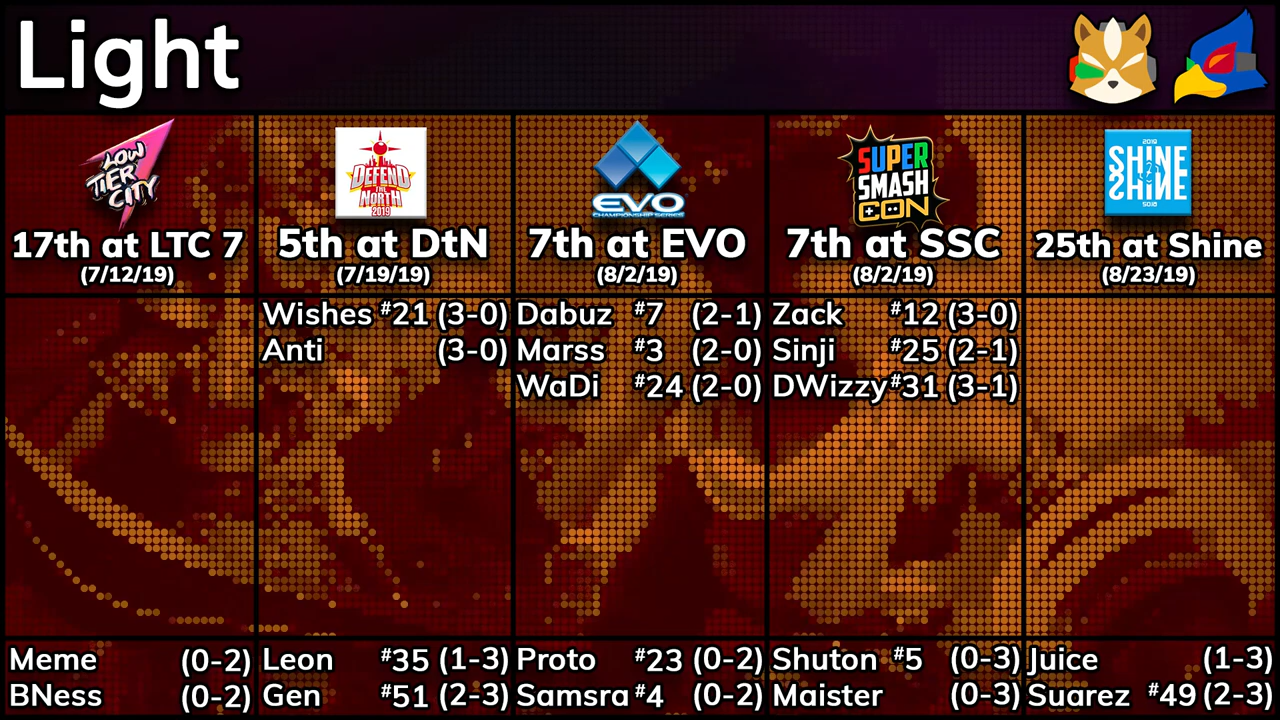 Light
LOW
TIER
CITY
17th at LTC 7
(7/12/19)
DEFEND
THE
NORTH
2019
5th at DtN
(7/19/19)
EVO
CHAMPIONSHIP SERIES
7th at EVO
(8/2/19)
SUPER
SMASH
CON
7th at SSC
(8/2/19)
2019
SHINE
SHINE
2019
25th at Shine
(8/23/19)
Wishes #21 (3-0)
Anti (3-0)
Dabuz #7 (2-1)
Marss #3 (2-0)
WaDi #24 (2-0)
Zack #12 (3-0)
Sinji #25 (2-1)
DWizzy #31 (3-1)
Meme (0-2)
BNess (0-2)
Leon #35 (1-3)
Gen #51 (2-3)
Proto #23 (0-2)
Samsra #4 (0-2)
Shuton #5 (0-3)
Maister (0-3)
Juice (1-3)
Suarez #49 (2-3)